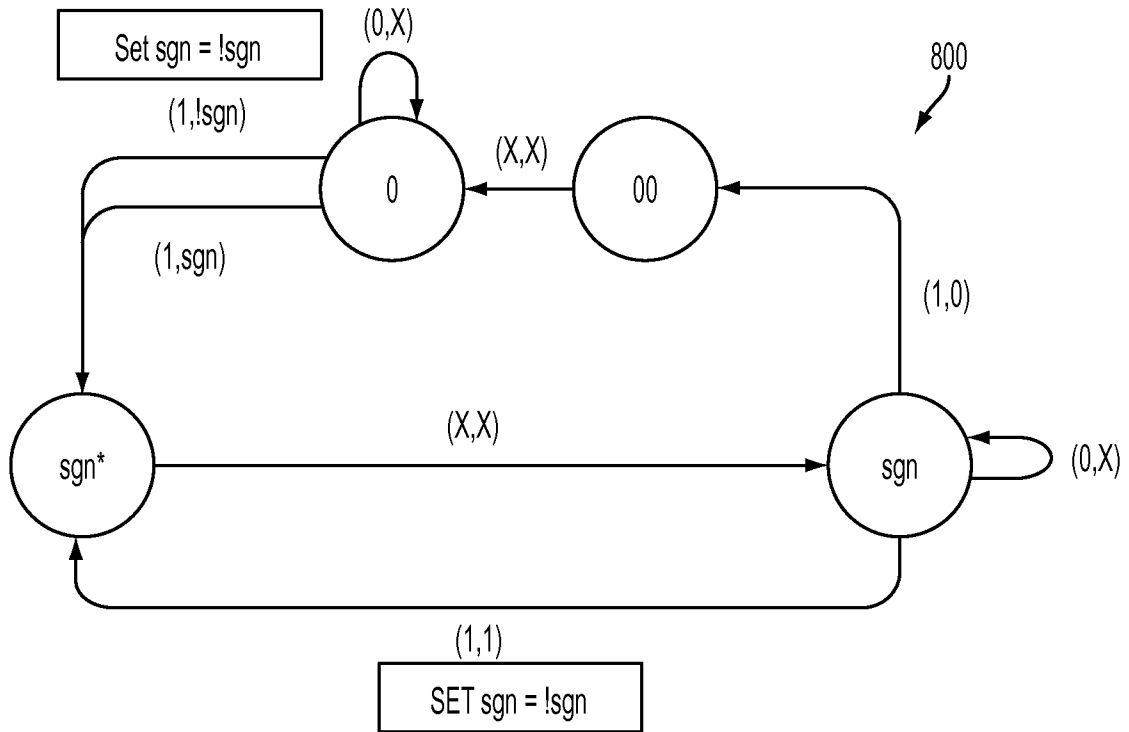 Set sgn = !sgn
(0,X)
800
(1,!sgn)
(X,X)
0
00
(1,sgn)
(1,0)
(X,X)
sgn*
sgn
(0,X)
(1,1)
SET sgn = !sgn